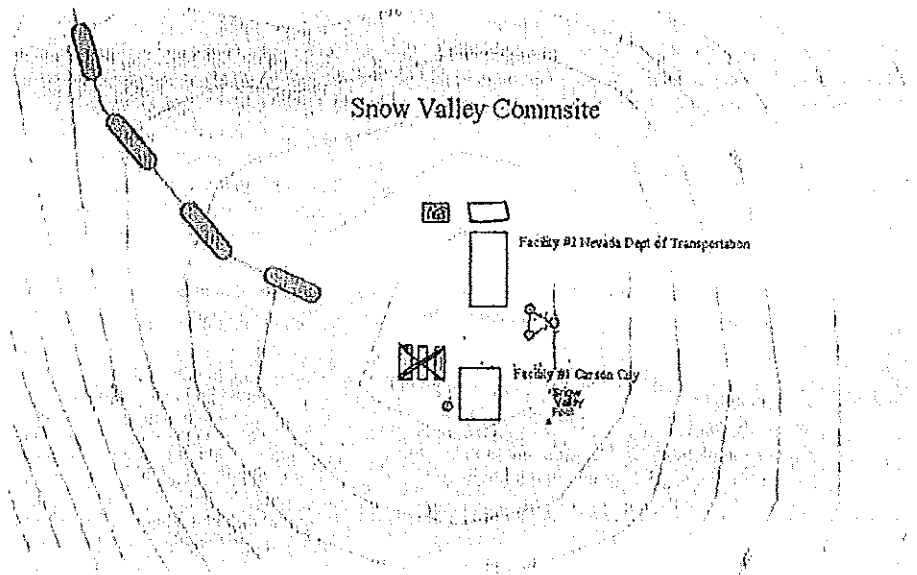 Snow Valley Commsite
Facility #1 Nevada Dept of Transportation
Facility #1 Carson City
Snow
Valley
Peak